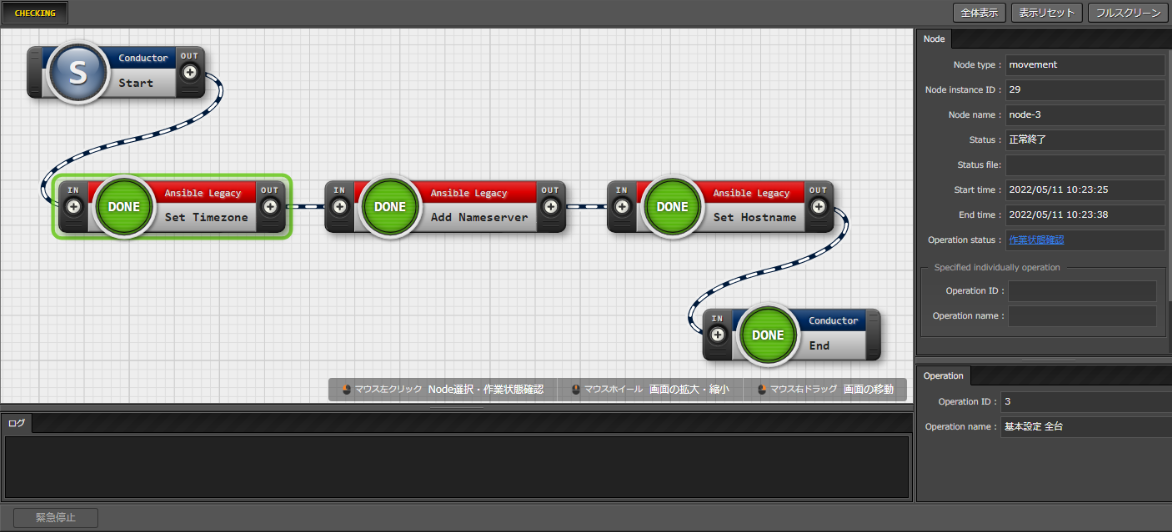 CHECKING
全体表示
表示リセット
フルスクリーン
S
Conductor
Start
OUT
IN
DONE
Ansible Legacy
Set Timezone
OUT
IN
DONE
Ansible Legacy
Add Nameserver
OUT
IN
DONE
Ansible Legacy
Set Hostname
OUT
IN
DONE
Conductor
End
マウス左クリック Node選択・作業状態確認
マウスホイール 画面の拡大・縮小
マウス右ドラッグ 画面の移動
ログ
緊急停止
Node
Node type : movement
Node instance ID : 29
Node name : node-3
Status : 正常終了
Status file:
Start time : 2022/05/11 10:23:25
End time : 2022/05/11 10:23:38
Operation status : 作業状態確認
Specified individually operation
Operation ID :
Operation name :
Operation
Operation ID : 3
Operation name : 基本設定 全台